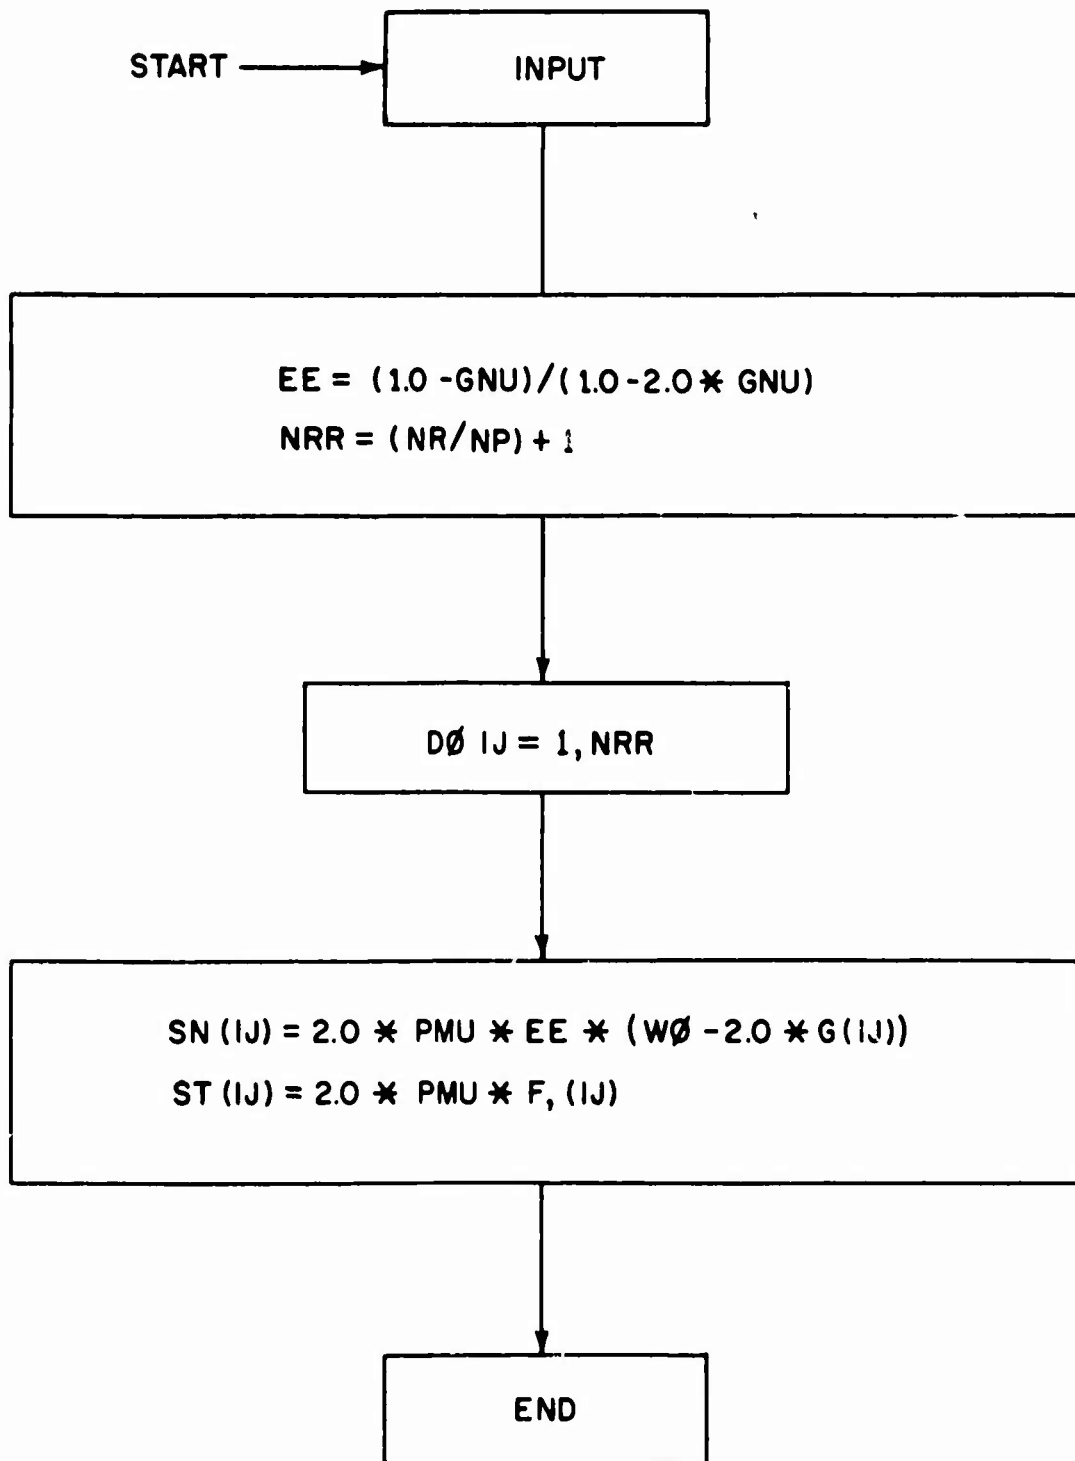 START
INPUT
EE = (1.0 -GNU)/(1.0-2.0* GNU)
NRR = (NR/NP) + 1
DØ IJ = 1, NRR
SN (IJ) = 2.0 * PMU * EE * (WØ -2.0 * G(IJ))
ST (IJ) = 2.0 * PMU * F, (IJ)
END